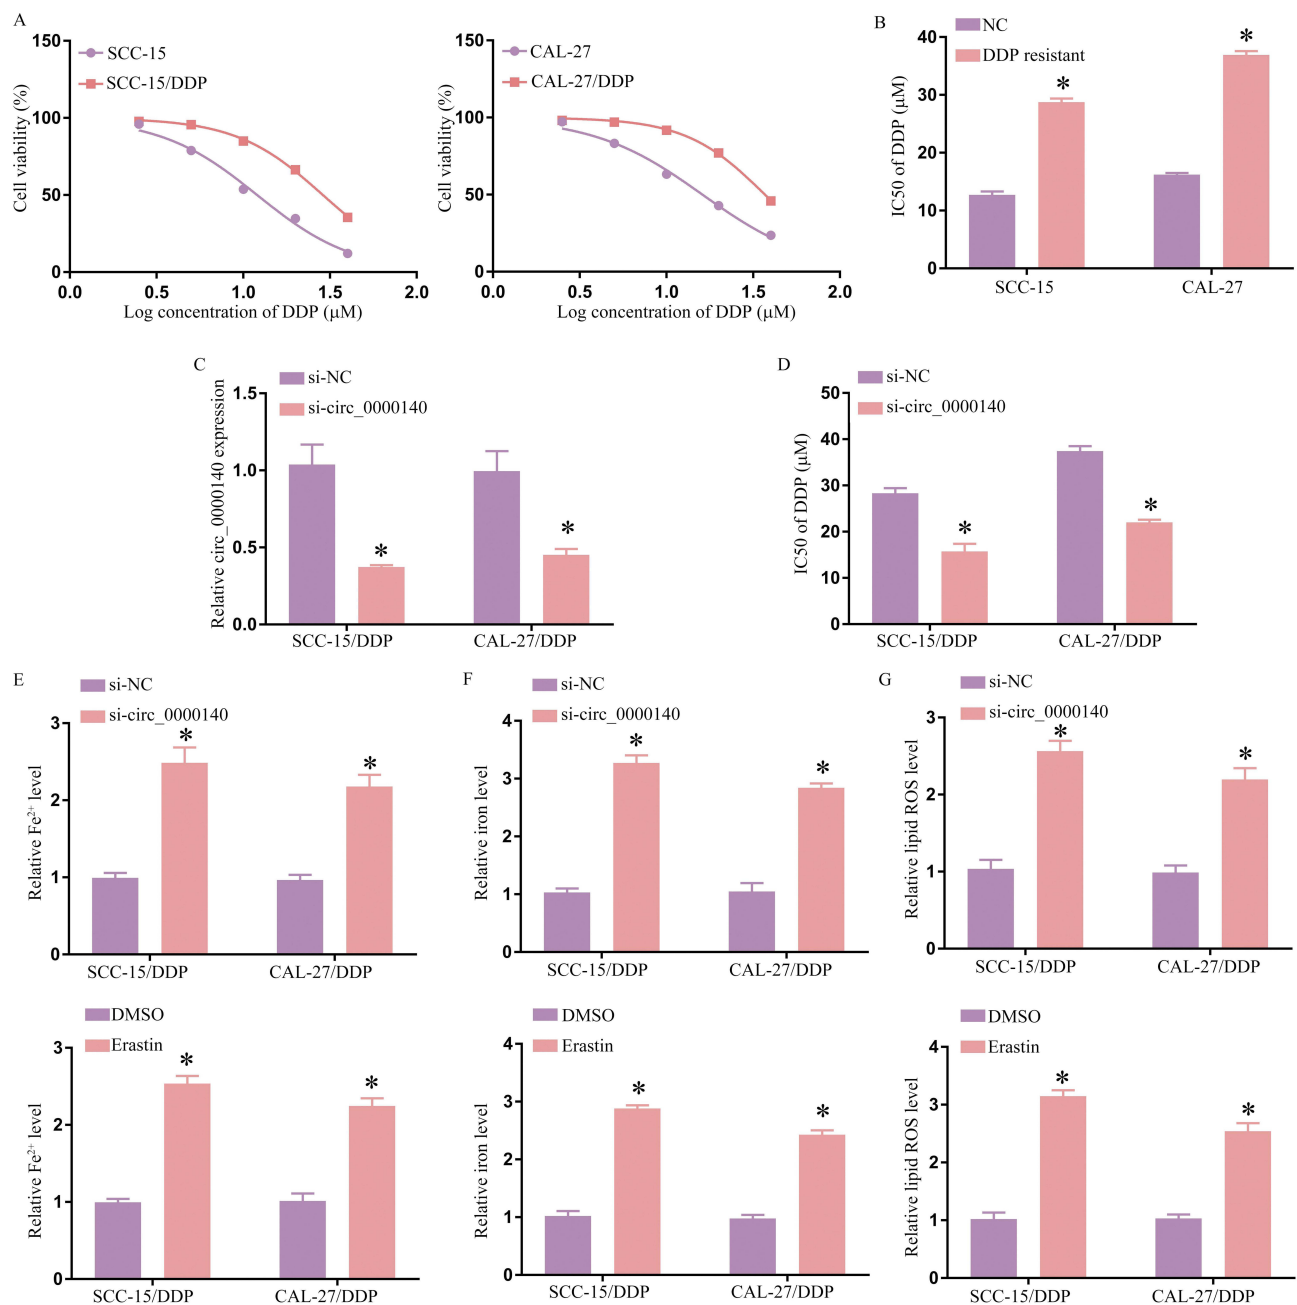 A
150
100
50
0
Cell viability (%)
SCC-15
SCC-15/DDP
0.0 0.5 1.0 1.5 2.0
Log concentration of DDP (μM)
150
100
50
0
Cell viability (%)
CAL-27
CAL-27/DDP
0.0 0.5 1.0 1.5 2.0
Log concentration of DDP (μM)
B
NC
DDP resistant
40
30
20
10
0
IC50 of DDP (μM)
* *
SCC-15 CAL-27
C
si-NC
si-circ_0000140
1.5
1.0
0.5
0.0
Relative circ_0000140 expression
* *
SCC-15/DDP CAL-27/DDP
D
si-NC
si-circ_0000140
50
40
30
20
10
0
IC50 of DDP (μM)
* *
SCC-15/DDP CAL-27/DDP
E
si-NC
si-circ_0000140
3
2
1
0
Relative Fe²⁺ level
* *
SCC-15/DDP CAL-27/DDP
DMSO
Erastin
3
2
1
0
Relative Fe²⁺ level
* *
SCC-15/DDP CAL-27/DDP
F
si-NC
si-circ_0000140
4
3
2
1
0
Relative iron level
* *
SCC-15/DDP CAL-27/DDP
DMSO
Erastin
4
3
2
1
0
Relative iron level
* *
SCC-15/DDP CAL-27/DDP
G
si-NC
si-circ_0000140
3
2
1
0
Relative lipid ROS level
* *
SCC-15/DDP CAL-27/DDP
DMSO
Erastin
4
3
2
1
0
Relative lipid ROS level
* *
SCC-15/DDP CAL-27/DDP